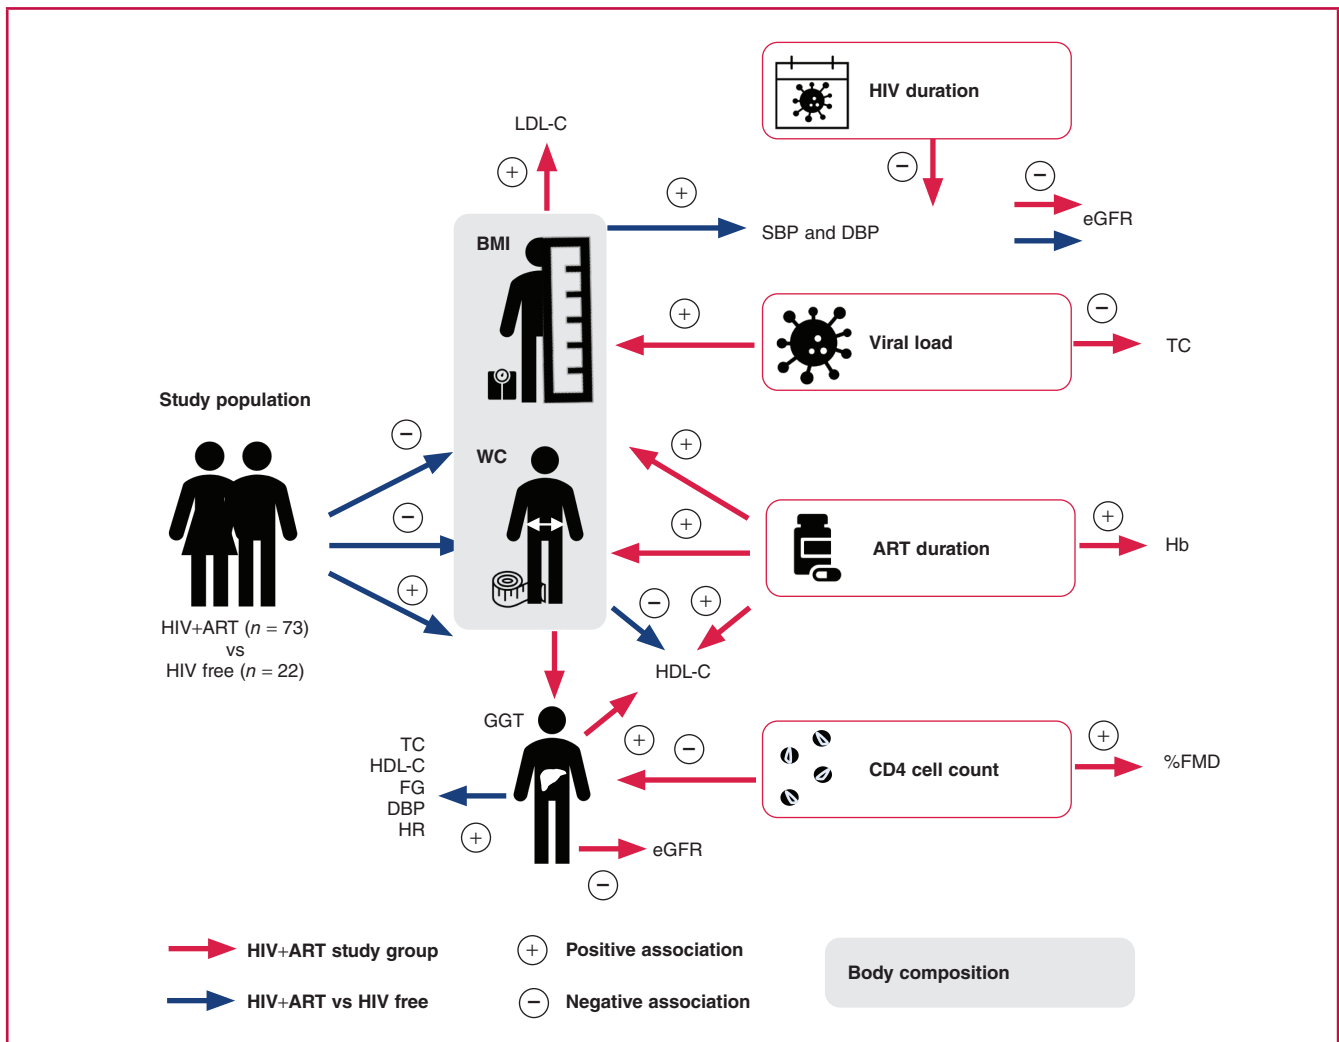 HIV duration
LDL-C
+
−
−
+
eGFR
SBP and DBP
BMI
+
−
Viral load
TC
Study population
−
+
WC
−
+
+
ART duration
Hb
+
−
+
HIV+ART (n = 73)
vs
HIV free (n = 22)
HDL-C
GGT
+
−
+
TC
HDL-C
FG
DBP
HR
CD4 cell count
%FMD
+
eGFR
−
HIV+ART study group
+ Positive association
Body composition
HIV+ART vs HIV free
− Negative association